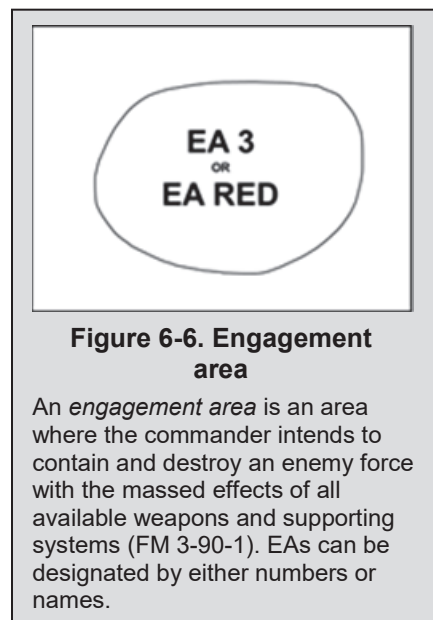 EA 3
OR
EA RED
Figure 6-6. Engagement
area
An engagement area is an area
where the commander intends to
contain and destroy an enemy force
with the massed effects of all
available weapons and supporting
systems (FM 3-90-1). EAs can be
designated by either numbers or
names.